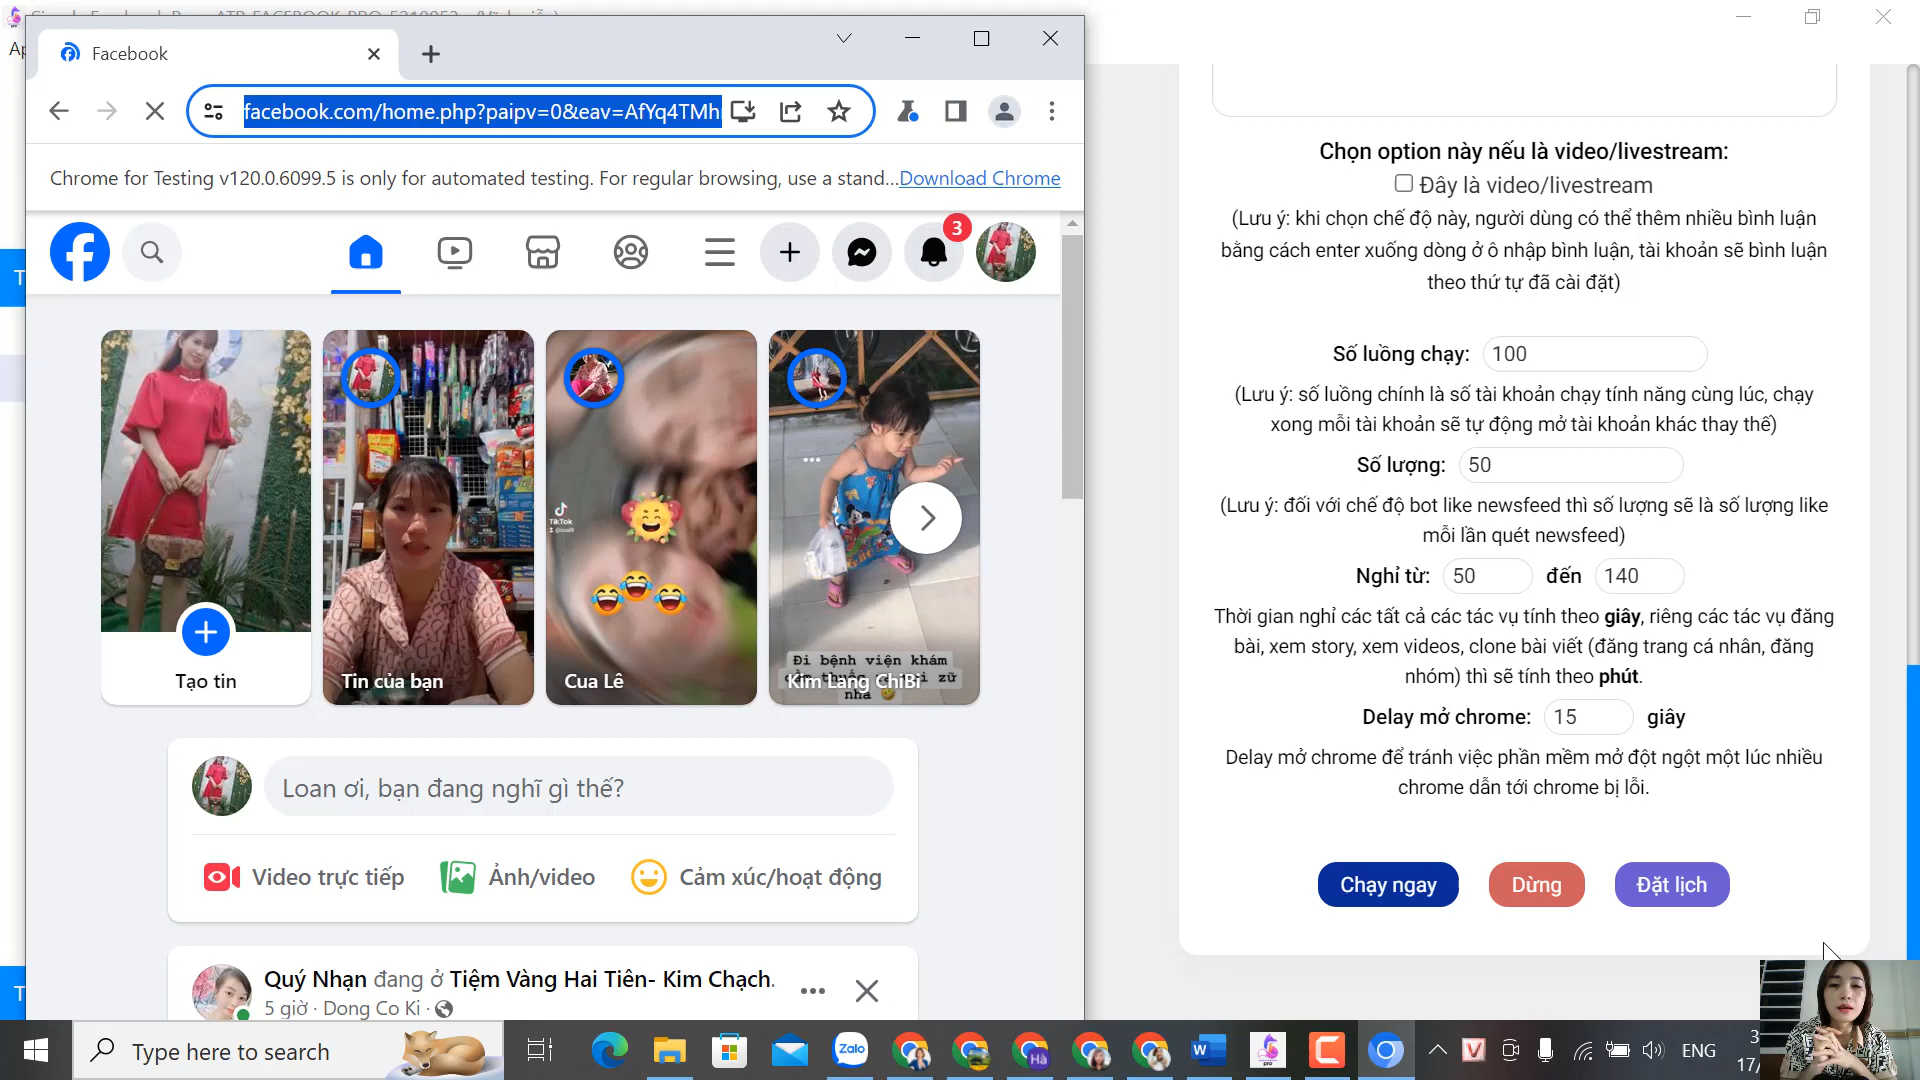 Facebook
facebook.com/home.php?paipv=0&eav=AfYq4TMh
Chrome for Testing v120.0.6099.5 is only for automated testing. For regular browsing, use a stand...Download Chrome
3
TikTok
Đi bệnh viện khám
nha
Tạo tin
Tin của bạn
Cua Lê
Kim Lang ChiBi
Loan ơi, bạn đang nghĩ gì thế?
Video trực tiếp
Ảnh/video
Cảm xúc/hoạt động
Quý Nhạn đang ở Tiệm Vàng Hai Tiên- Kim Chạch.
5 giờ · Dong Co Ki ·
Chọn option này nếu là video/livestream:
Đây là video/livestream
(Lưu ý: khi chọn chế độ này, người dùng có thể thêm nhiều bình luận
bằng cách enter xuống dòng ở ô nhập bình luận, tài khoản sẽ bình luận
theo thứ tự đã cài đặt)
Số luồng chạy: 100
(Lưu ý: số luồng chính là số tài khoản chạy tính năng cùng lúc, chạy
xong mỗi tài khoản sẽ tự động mở tài khoản khác thay thế)
Số lượng: 50
(Lưu ý: đối với chế độ bot like newsfeed thì số lượng sẽ là số lượng like
mỗi lần quét newsfeed)
Nghỉ từ: 50 đến 140
Thời gian nghỉ các tất cả các tác vụ tính theo giây, riêng các tác vụ đăng
bài, xem story, xem videos, clone bài viết (đăng trang cá nhân, đăng
nhóm) thì sẽ tính theo phút.
Delay mở chrome: 15 giây
Delay mở chrome để tránh việc phần mềm mở đột ngột một lúc nhiều
chrome dẫn tới chrome bị lỗi.
Chạy ngay
Dừng
Đặt lịch
Type here to search
Zalo
Hà
pro
ENG
17/